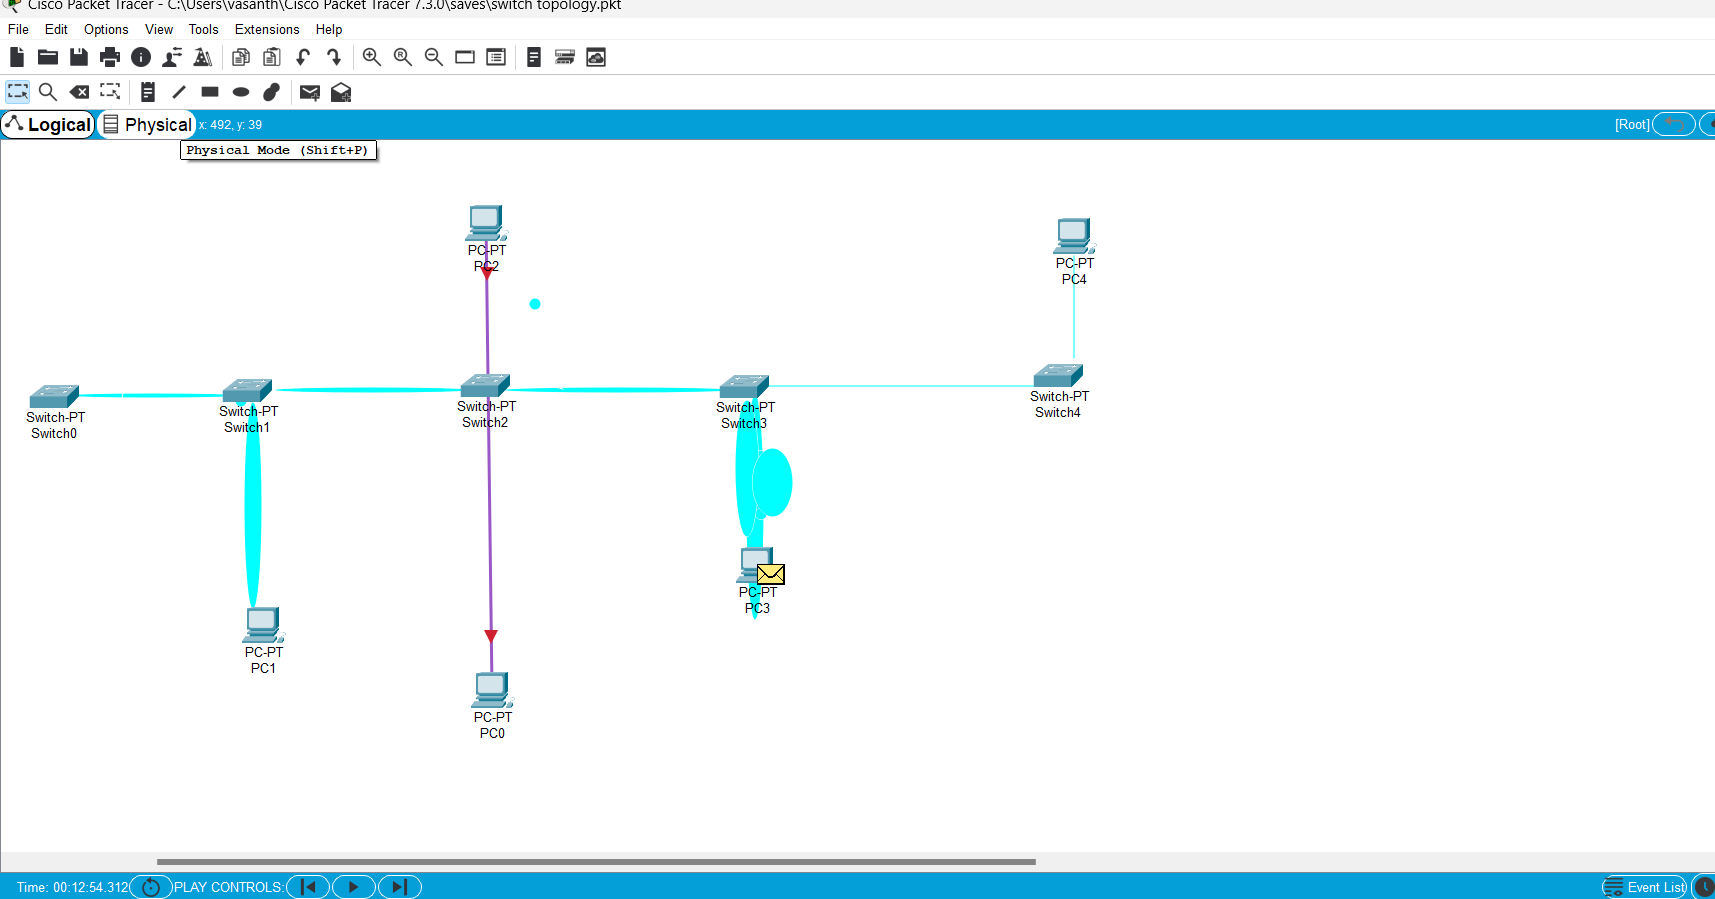 Cisco Packet Tracer - C:\Users\vasanth\Cisco Packet Tracer 7.3.0\saves\switch topology.pkt
File Edit Options View Tools Extensions Help
Logical Physical x: 492, y: 39 [Root]
Physical Mode (Shift+P)
PC-PT
PC2
PC-PT
PC4
Switch-PT
Switch0
Switch-PT
Switch1
Switch-PT
Switch2
Switch-PT
Switch3
Switch-PT
Switch4
PC-PT
PC3
PC-PT
PC1
PC-PT
PC0
Time: 00:12:54.312 PLAY CONTROLS: Event List